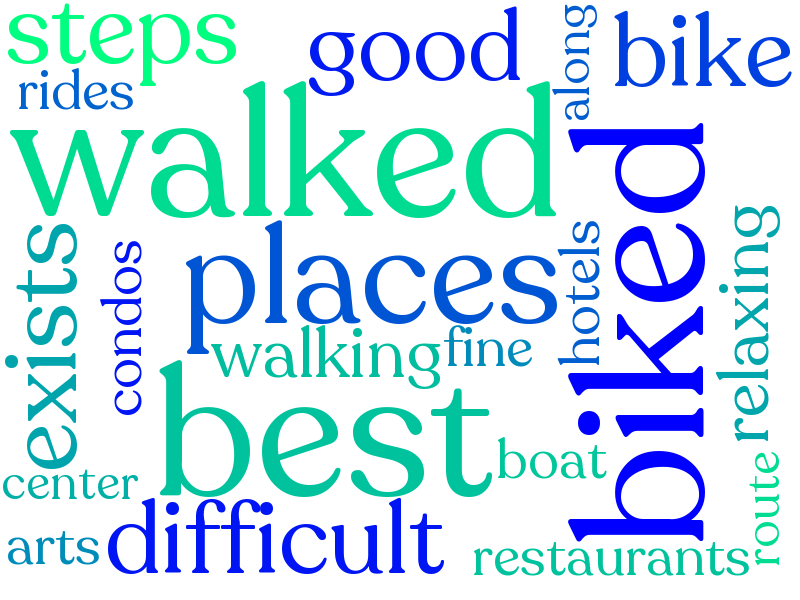 steps
good
along
bike
rides
walked
biked
exists
condos
places
hotels
relaxing
walking
fine
best
boat
center
route
arts
difficult
restaurants